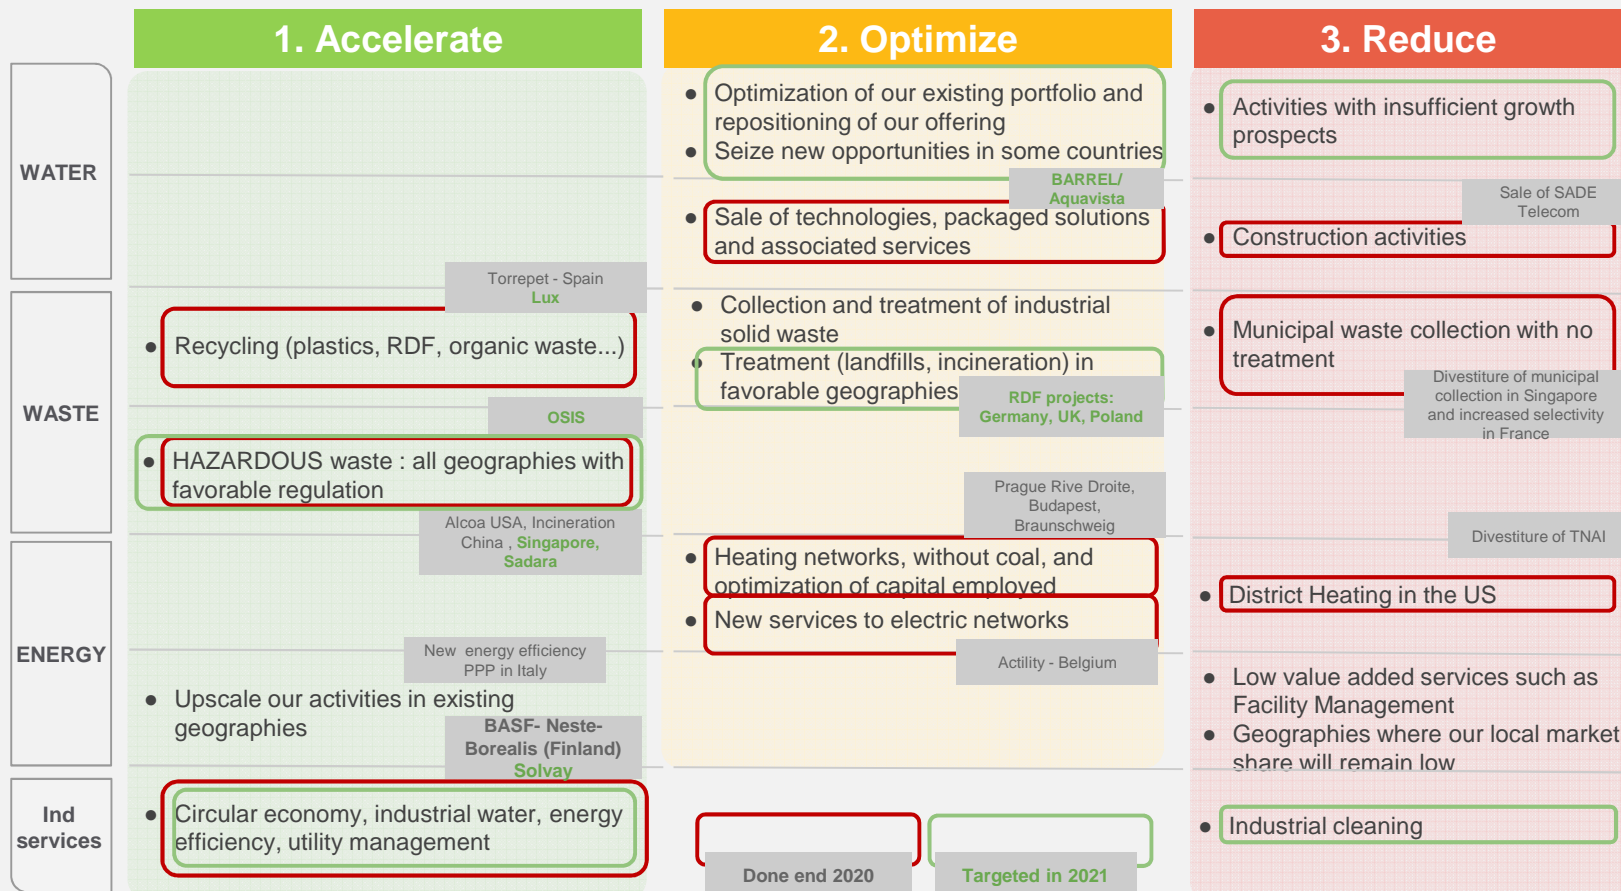 1. Accelerate
2. Optimize
3. Reduce
WATER
● Optimization of our existing portfolio and
repositioning of our offering
● Seize new opportunities in some countries
BARREL/
Aquavista
● Sale of technologies, packaged solutions
and associated services
● Activities with insufficient growth
prospects
Sale of SADE
Telecom
● Construction activities
WASTE
Torrepet - Spain
Lux
● Recycling (plastics, RDF, organic waste...)
OSIS
● HAZARDOUS waste : all geographies with
favorable regulation
Alcoa USA, Incineration
China , Singapore,
Sadara
● Collection and treatment of industrial
solid waste
● Treatment (landfills, incineration) in
favorable geographies
RDF projects:
Germany, UK, Poland
● Municipal waste collection with no
treatment
Divestiture of municipal
collection in Singapore
and increased selectivity
in France
ENERGY
New energy efficiency
PPP in Italy
● Upscale our activities in existing
geographies
Prague Rive Droite,
Budapest,
Braunschweig
● Heating networks, without coal, and
optimization of capital employed
● New services to electric networks
Actility - Belgium
Divestiture of TNAI
● District Heating in the US
● Low value added services such as
Facility Management
● Geographies where our local market
share will remain low
Ind
services
BASF- Neste-
Borealis (Finland)
Solvay
● Circular economy, industrial water, energy
efficiency, utility management
● Industrial cleaning
Done end 2020
Targeted in 2021